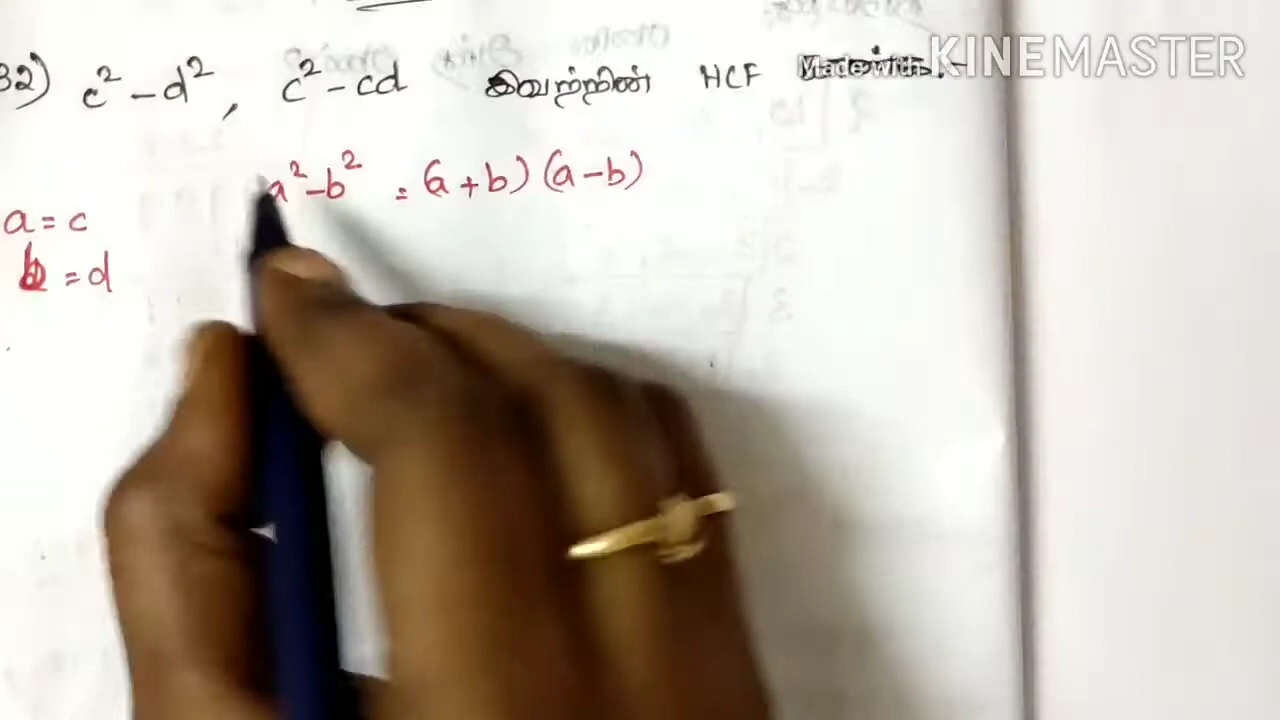 32) c² - d², c² - cd இவற்றின் HCF
Made with KINEMASTER
a² - b² = (a + b) (a - b)
a = c
b = d